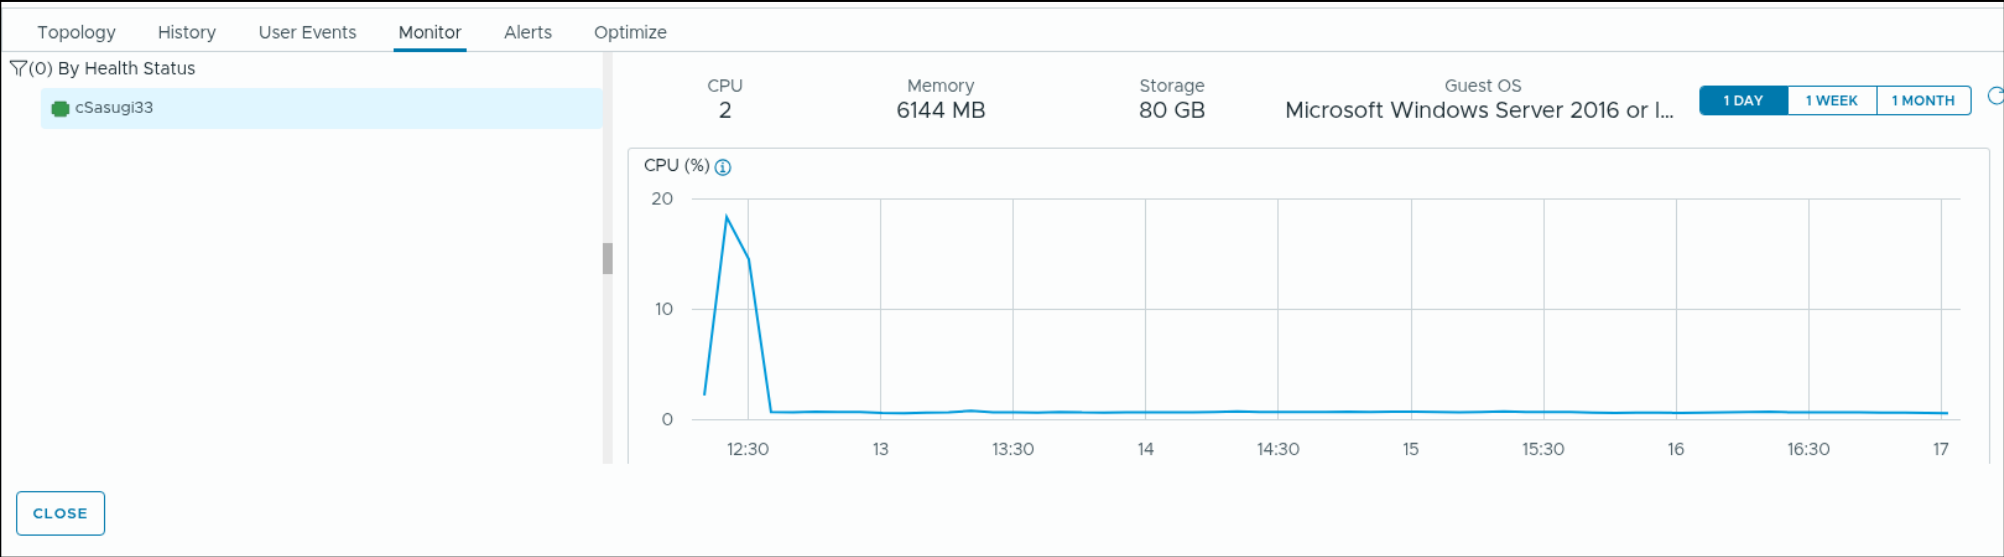 Topology History User Events Monitor Alerts Optimize
(0) By Health Status
cSasugi33
CPU Memory Storage Guest OS
2 6144 MB 80 GB Microsoft Windows Server 2016 or l...
1 DAY 1 WEEK 1 MONTH
CPU (%)
20
10
0
12:30 13 13:30 14 14:30 15 15:30 16 16:30 17
CLOSE